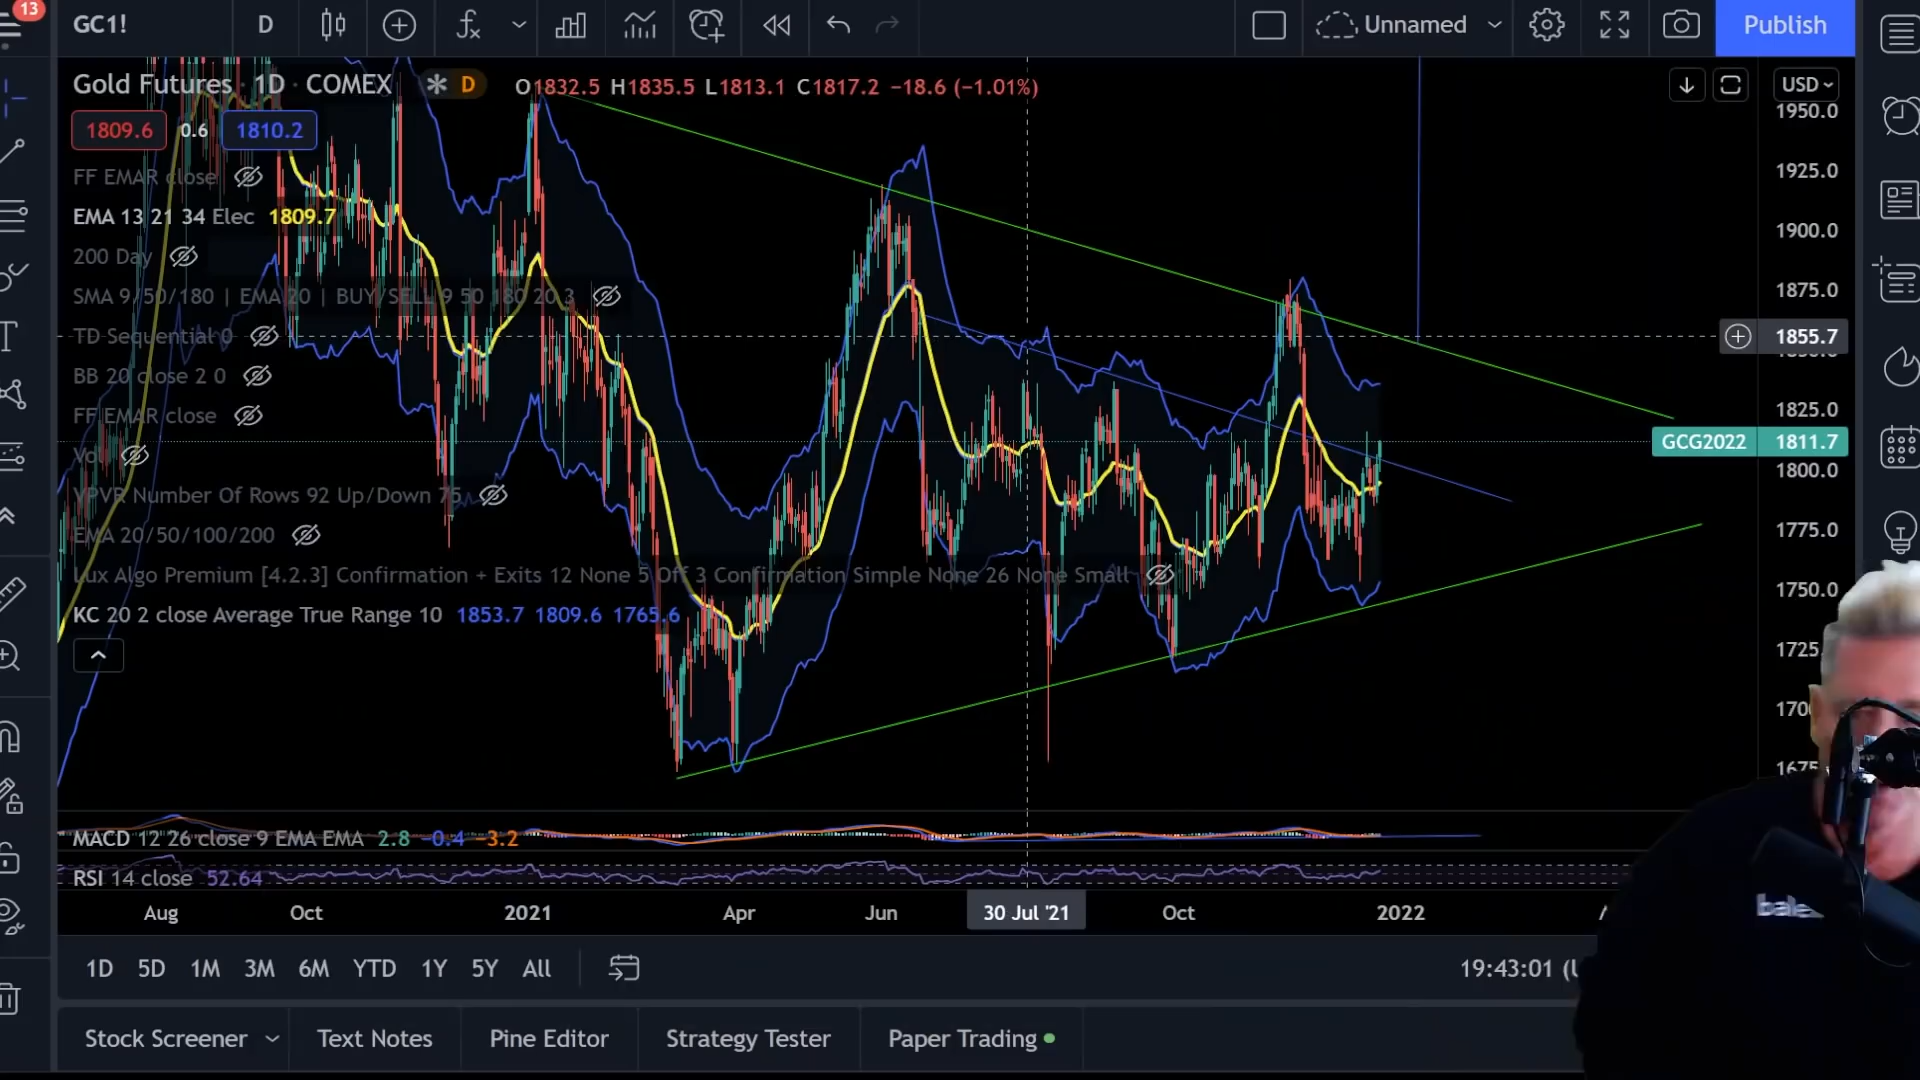 13
GC1!
D
Unnamed
Publish
Gold Futures · 1D · COMEX
D
O1832.5 H1835.5 L1813.1 C1817.2 −18.6 (−1.01%)
USD
1809.6
0.6
1810.2
FF EMAR close
EMA 13 21 34 Elec 1809.7
200 Day
SMA 9/50/180 | EMA 20 | BUY/SELL 9 50 180 20 3
TD Sequential 0
BB 20 close 2 0
FF EMAR close
Vol
VPVR Number Of Rows 92 Up/Down 75
EMA 20/50/100/200
Lux Algo Premium [4.2.3] Confirmation + Exits 12 None 5 Off 3 Confirmation Simple None 26 None Small
KC 20 2 close Average True Range 10 1853.7 1809.6 1765.6
1950.0
1925.0
1900.0
1875.0
1855.7
1825.0
GCG2022 1811.7
1800.0
1775.0
1750.0
MACD 12 26 close 9 EMA EMA 2.8 −0.4 −3.2
RSI 14 close 52.64
Aug
Oct
2021
Apr
Jun
30 Jul '21
Oct
2022
1D 5D 1M 3M 6M YTD 1Y 5Y All
19:43:01
Stock Screener
Text Notes
Pine Editor
Strategy Tester
Paper Trading